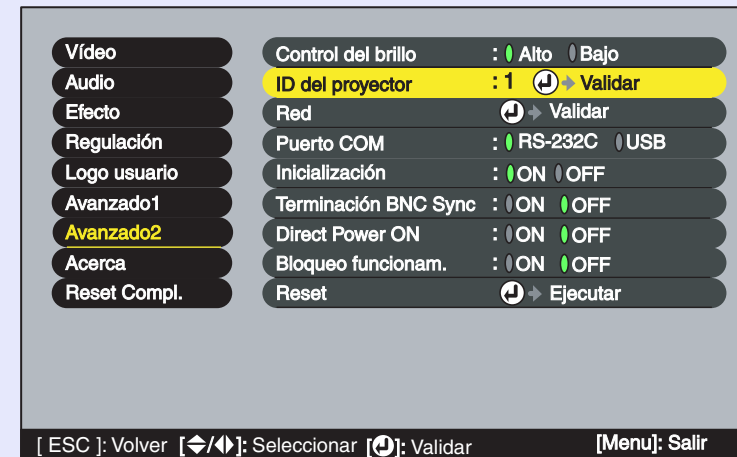 Vídeo
Audio
Efecto
Regulación
Logo usuario
Avanzado1
Avanzado2
Acerca
Reset Compl.
Control del brillo : Alto Bajo
ID del proyector : 1 Validar
Red Validar
Puerto COM : RS-232C USB
Inicialización : ON OFF
Terminación BNC Sync : ON OFF
Direct Power ON : ON OFF
Bloqueo funcionam. : ON OFF
Reset Ejecutar
[ ESC ]: Volver [ / ]: Seleccionar [ ]: Validar [Menu]: Salir